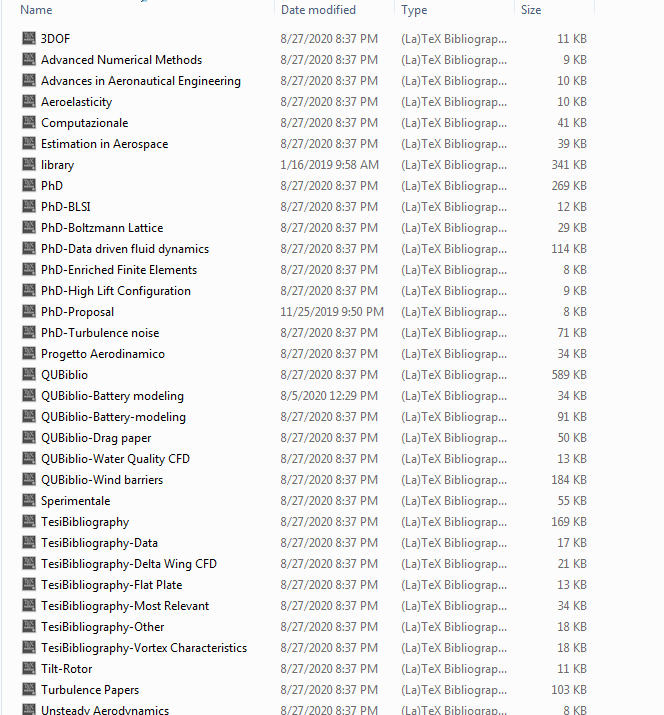 Name Date modified Type Size
3DOF 8/27/2020 8:37 PM (La)TeX Bibliograp... 11 KB
Advanced Numerical Methods 8/27/2020 8:37 PM (La)TeX Bibliograp... 9 KB
Advances in Aeronautical Engineering 8/27/2020 8:37 PM (La)TeX Bibliograp... 10 KB
Aeroelasticity 8/27/2020 8:37 PM (La)TeX Bibliograp... 10 KB
Computazionale 8/27/2020 8:37 PM (La)TeX Bibliograp... 41 KB
Estimation in Aerospace 8/27/2020 8:37 PM (La)TeX Bibliograp... 39 KB
library 1/16/2019 9:58 AM (La)TeX Bibliograp... 341 KB
PhD 8/27/2020 8:37 PM (La)TeX Bibliograp... 269 KB
PhD-BLSI 8/27/2020 8:37 PM (La)TeX Bibliograp... 12 KB
PhD-Boltzmann Lattice 8/27/2020 8:37 PM (La)TeX Bibliograp... 29 KB
PhD-Data driven fluid dynamics 8/27/2020 8:37 PM (La)TeX Bibliograp... 114 KB
PhD-Enriched Finite Elements 8/27/2020 8:37 PM (La)TeX Bibliograp... 8 KB
PhD-High Lift Configuration 8/27/2020 8:37 PM (La)TeX Bibliograp... 9 KB
PhD-Proposal 11/25/2019 9:50 PM (La)TeX Bibliograp... 8 KB
PhD-Turbulence noise 8/27/2020 8:37 PM (La)TeX Bibliograp... 71 KB
Progetto Aerodinamico 8/27/2020 8:37 PM (La)TeX Bibliograp... 34 KB
QUBiblio 8/27/2020 8:37 PM (La)TeX Bibliograp... 589 KB
QUBiblio-Battery modeling 8/5/2020 12:29 PM (La)TeX Bibliograp... 34 KB
QUBiblio-Battery-modeling 8/27/2020 8:37 PM (La)TeX Bibliograp... 91 KB
QUBiblio-Drag paper 8/27/2020 8:37 PM (La)TeX Bibliograp... 50 KB
QUBiblio-Water Quality CFD 8/27/2020 8:37 PM (La)TeX Bibliograp... 13 KB
QUBiblio-Wind barriers 8/27/2020 8:37 PM (La)TeX Bibliograp... 184 KB
Sperimentale 8/27/2020 8:37 PM (La)TeX Bibliograp... 55 KB
TesiBibliography 8/27/2020 8:37 PM (La)TeX Bibliograp... 169 KB
TesiBibliography-Data 8/27/2020 8:37 PM (La)TeX Bibliograp... 17 KB
TesiBibliography-Delta Wing CFD 8/27/2020 8:37 PM (La)TeX Bibliograp... 21 KB
TesiBibliography-Flat Plate 8/27/2020 8:37 PM (La)TeX Bibliograp... 13 KB
TesiBibliography-Most Relevant 8/27/2020 8:37 PM (La)TeX Bibliograp... 34 KB
TesiBibliography-Other 8/27/2020 8:37 PM (La)TeX Bibliograp... 18 KB
TesiBibliography-Vortex Characteristics 8/27/2020 8:37 PM (La)TeX Bibliograp... 18 KB
Tilt-Rotor 8/27/2020 8:37 PM (La)TeX Bibliograp... 11 KB
Turbulence Papers 8/27/2020 8:37 PM (La)TeX Bibliograp... 103 KB
Unsteady Aerodynamics 8/27/2020 8:37 PM (La)TeX Bibliograp... 8 KB